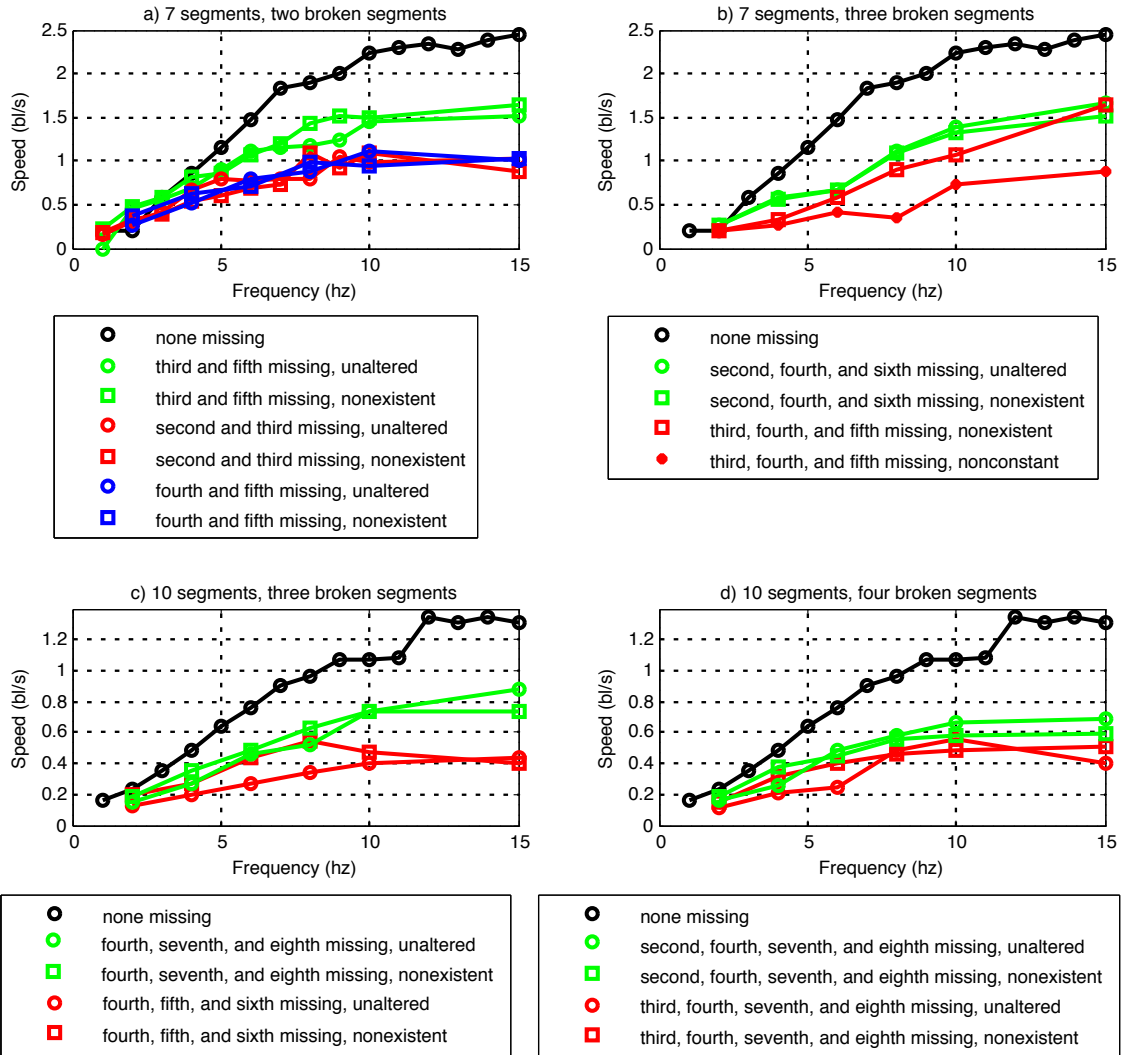 a) 7 segments, two broken segments
2.5
2
1.5
1
0.5
0
Speed (bl/s)
0
5
10
15
Frequency (hz)
none missing
third and fifth missing, unaltered
third and fifth missing, nonexistent
second and third missing, unaltered
second and third missing, nonexistent
fourth and fifth missing, unaltered
fourth and fifth missing, nonexistent
b) 7 segments, three broken segments
2.5
2
1.5
1
0.5
0
Speed (bl/s)
0
5
10
15
Frequency (hz)
none missing
second, fourth, and sixth missing, unaltered
second, fourth, and sixth missing, nonexistent
third, fourth, and fifth missing, nonexistent
third, fourth, and fifth missing, nonconstant
c) 10 segments, three broken segments
1.2
1
0.8
0.6
0.4
0.2
0
Speed (bl/s)
0
5
10
15
Frequency (hz)
none missing
fourth, seventh, and eighth missing, unaltered
fourth, seventh, and eighth missing, nonexistent
fourth, fifth, and sixth missing, unaltered
fourth, fifth, and sixth missing, nonexistent
d) 10 segments, four broken segments
1.2
1
0.8
0.6
0.4
0.2
0
Speed (bl/s)
0
5
10
15
Frequency (hz)
none missing
second, fourth, seventh, and eighth missing, unaltered
second, fourth, seventh, and eighth missing, nonexistent
third, fourth, seventh, and eighth missing, unaltered
third, fourth, seventh, and eighth missing, nonexistent